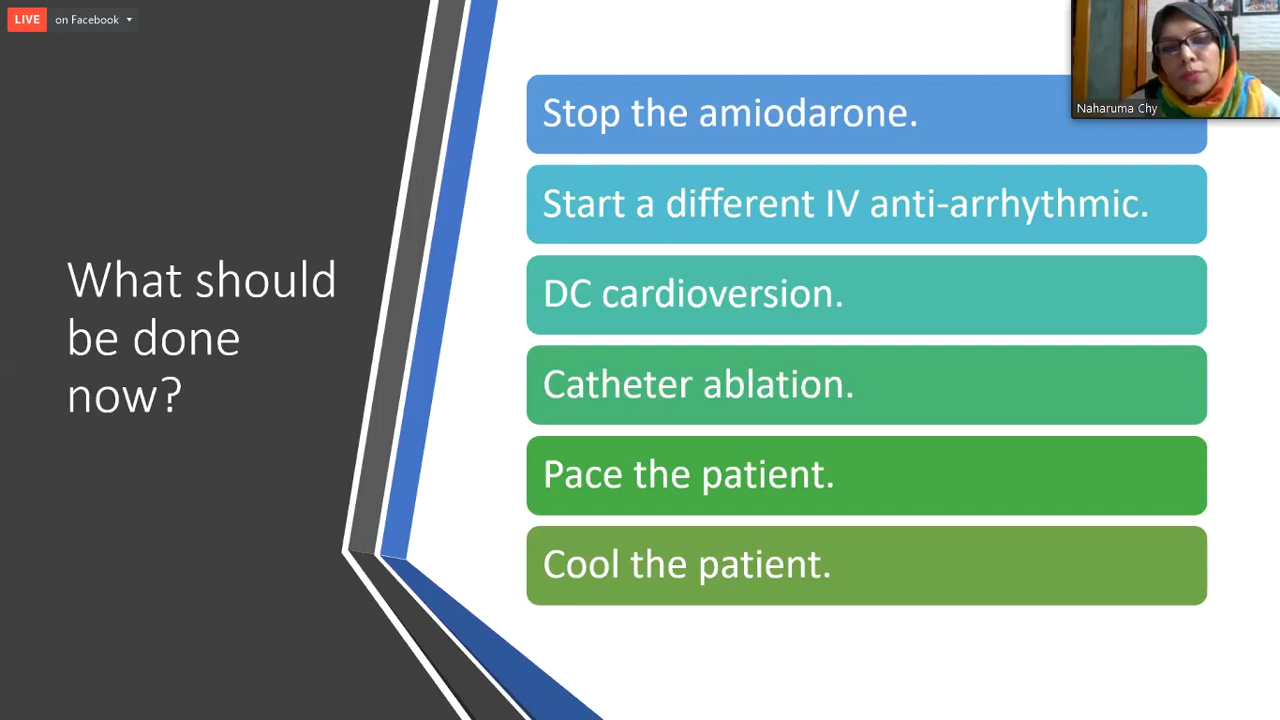 LIVE on Facebook
Naharuma Chy
What should
be done
now?
Stop the amiodarone.
Start a different IV anti-arrhythmic.
DC cardioversion.
Catheter ablation.
Pace the patient.
Cool the patient.